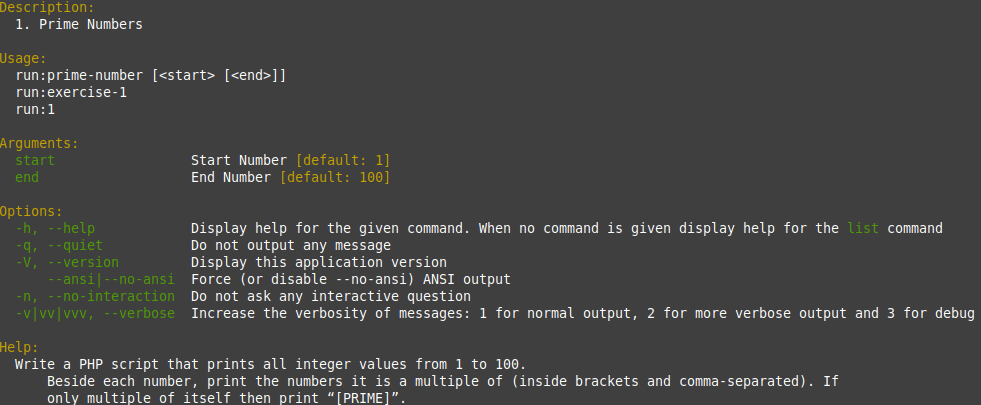 Description:
  1. Prime Numbers

Usage:
  run:prime-number [<start> [<end>]]
  run:exercise-1
  run:1

Arguments:
  start                 Start Number [default: 1]
  end                   End Number [default: 100]

Options:
  -h, --help            Display help for the given command. When no command is given display help for the list command
  -q, --quiet           Do not output any message
  -V, --version         Display this application version
      --ansi|--no-ansi  Force (or disable --no-ansi) ANSI output
  -n, --no-interaction  Do not ask any interactive question
  -v|vv|vvv, --verbose  Increase the verbosity of messages: 1 for normal output, 2 for more verbose output and 3 for debug

Help:
  Write a PHP script that prints all integer values from 1 to 100.
      Beside each number, print the numbers it is a multiple of (inside brackets and comma-separated). If
      only multiple of itself then print “[PRIME]”.